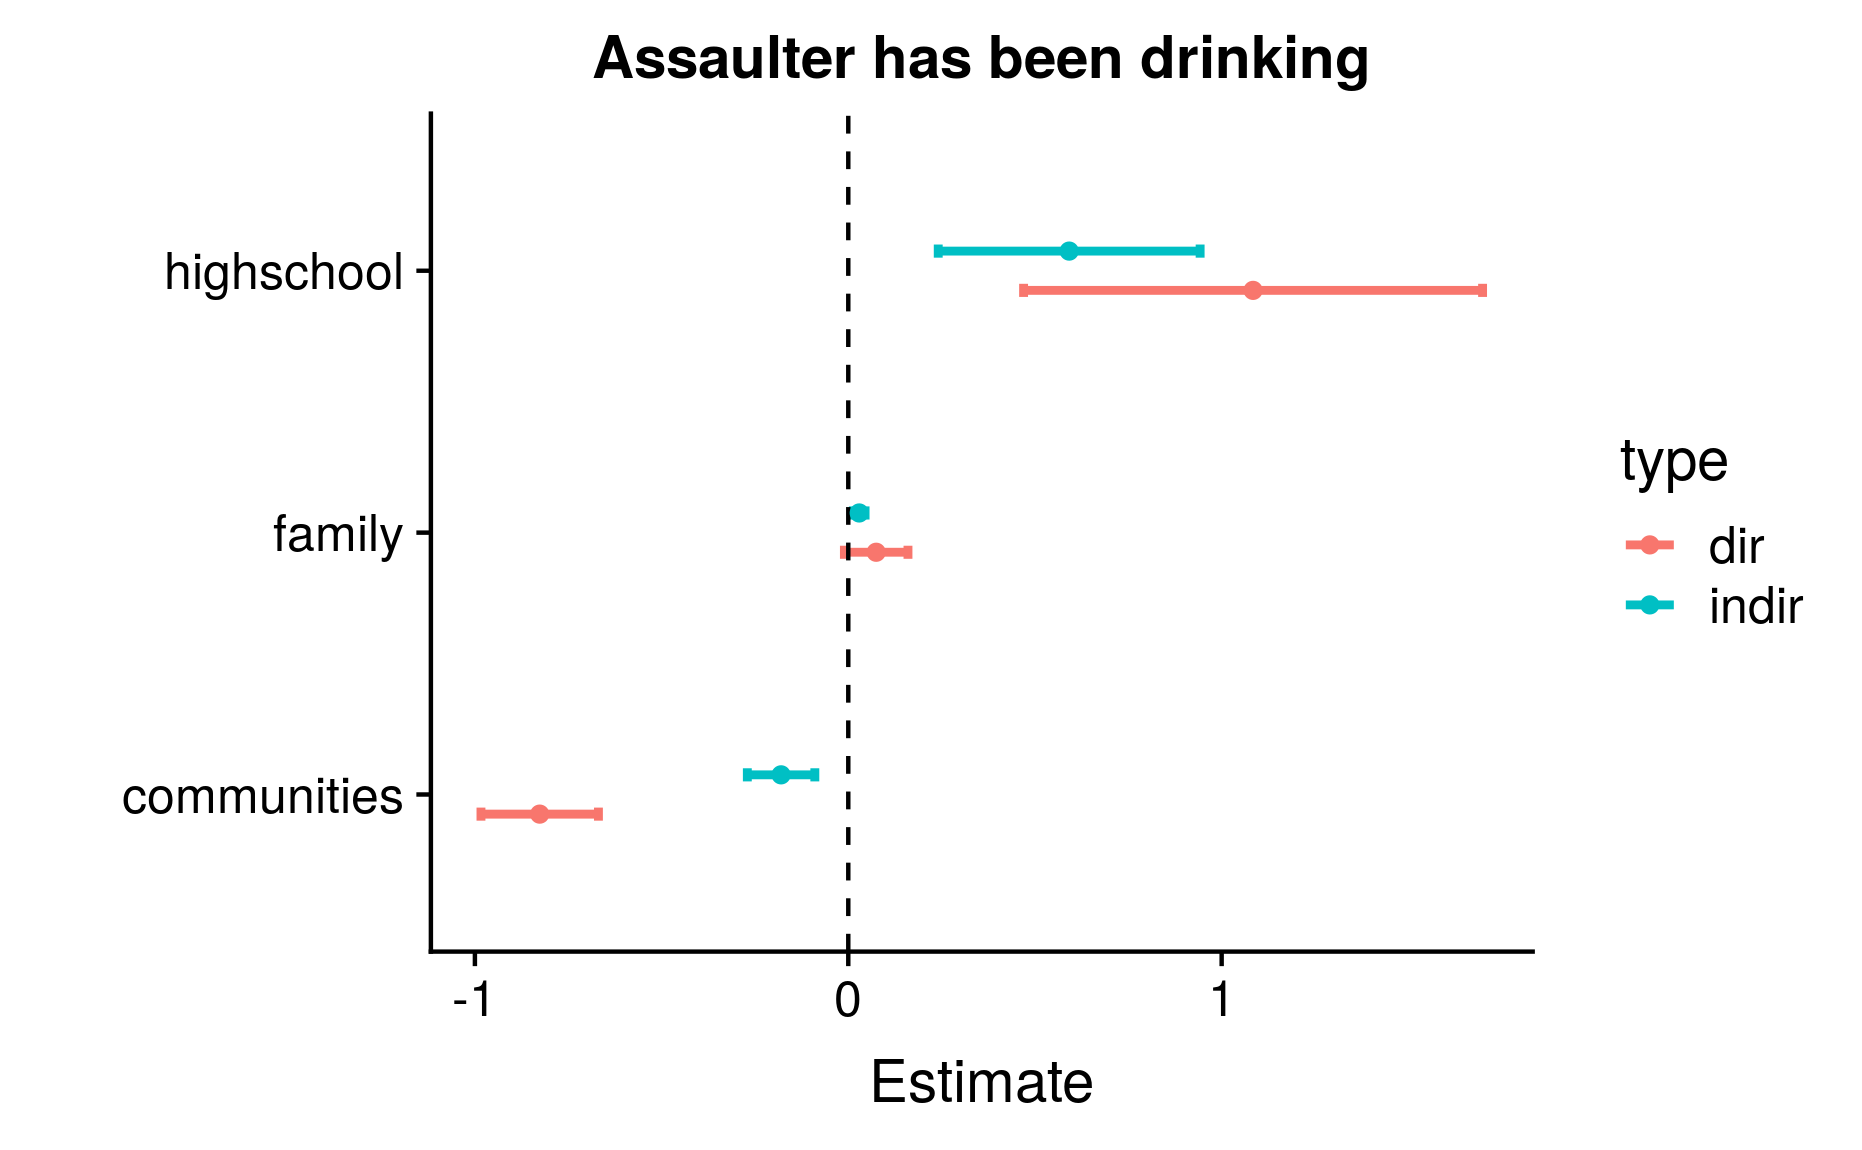 Assaulter has been drinking
highschool
family
communities
-1
0
1
Estimate
type
dir
indir